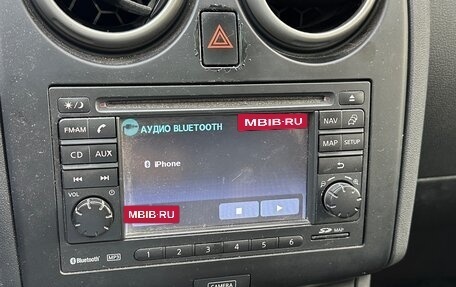 FM·AM
CD AUX
VOL
АУДИО BLUETOOTH
MBIB·RU
iPhone
MBIB·RU
NAV
MAP SETUP
1 2 3 4 5 6
SD MAP
Bluetooth MP3
CAMERA